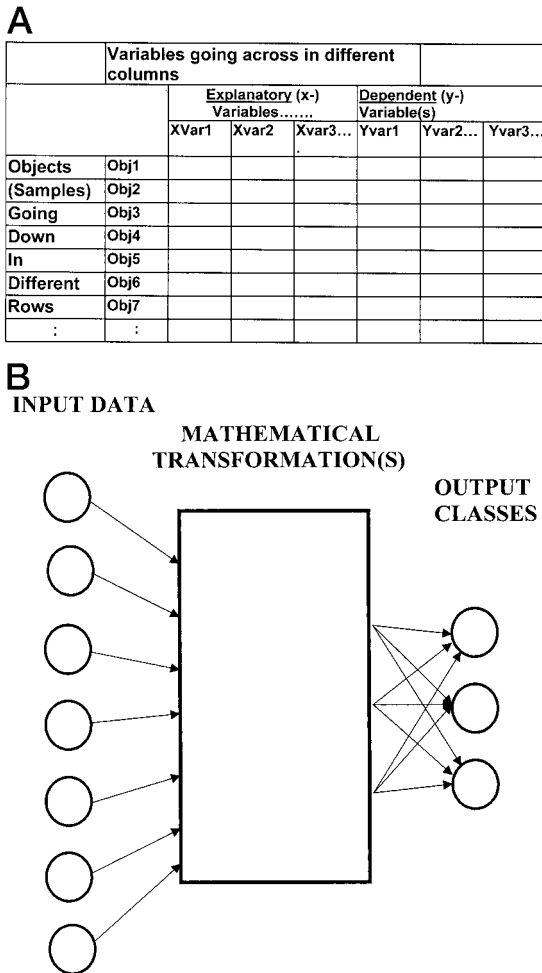 A
Variables going across in different
columns
Explanatory (x-)
Variables.......
Dependent (y-)
Variable(s)
XVar1 Xvar2 Xvar3... Yvar1 Yvar2... Yvar3...
.
Objects Obj1
(Samples) Obj2
Going Obj3
Down Obj4
In Obj5
Different Obj6
Rows Obj7
: :
B
INPUT DATA
MATHEMATICAL
TRANSFORMATION(S)
OUTPUT
CLASSES